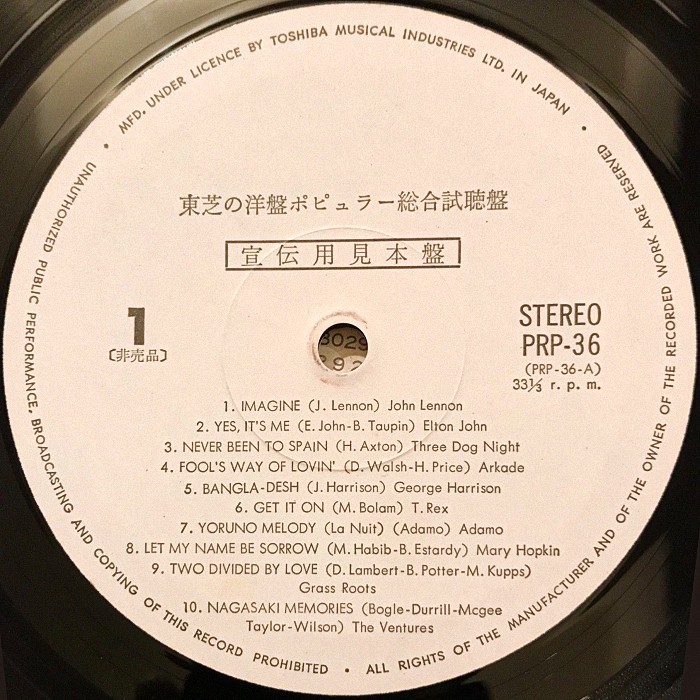 MFD. UNDER LICENCE BY TOSHIBA MUSICAL INDUSTRIES LTD. IN JAPAN
東芝の洋盤ポピュラー総合試聴盤
宣伝用見本盤
1
〔非売品〕
STEREO
PRP-36
(PRP-36-A)
33⅓ r. p. m.
3029
1. IMAGINE (J. Lennon) John Lennon
2. YES, IT'S ME (E. John-B. Taupin) Elton John
3. NEVER BEEN TO SPAIN (H. Axton) Three Dog Night
4. FOOL'S WAY OF LOVIN' (D. Walsh-H. Price) Arkade
5. BANGLA-DESH (J. Harrison) George Harrison
6. GET IT ON (M. Bolam) T. Rex
7. YORUNO MELODY (La Nuit) (Adamo) Adamo
8. LET MY NAME BE SORROW (M. Habib-B. Estardy) Mary Hopkin
9. TWO DIVIDED BY LOVE (D. Lambert-B. Potter-M. Kupps)
Grass Roots
10. NAGASAKI MEMORIES (Bogle-Durrill-Mcgee
Taylor-Wilson) The Ventures
UNAUTHORIZED PUBLIC PERFORMANCE, BROADCASTING AND COPYING OF THIS RECORD PROHIBITED • ALL RIGHTS OF THE MANUFACTURER AND OF THE OWNER OF THE RECORDED WORK ARE RESERVED